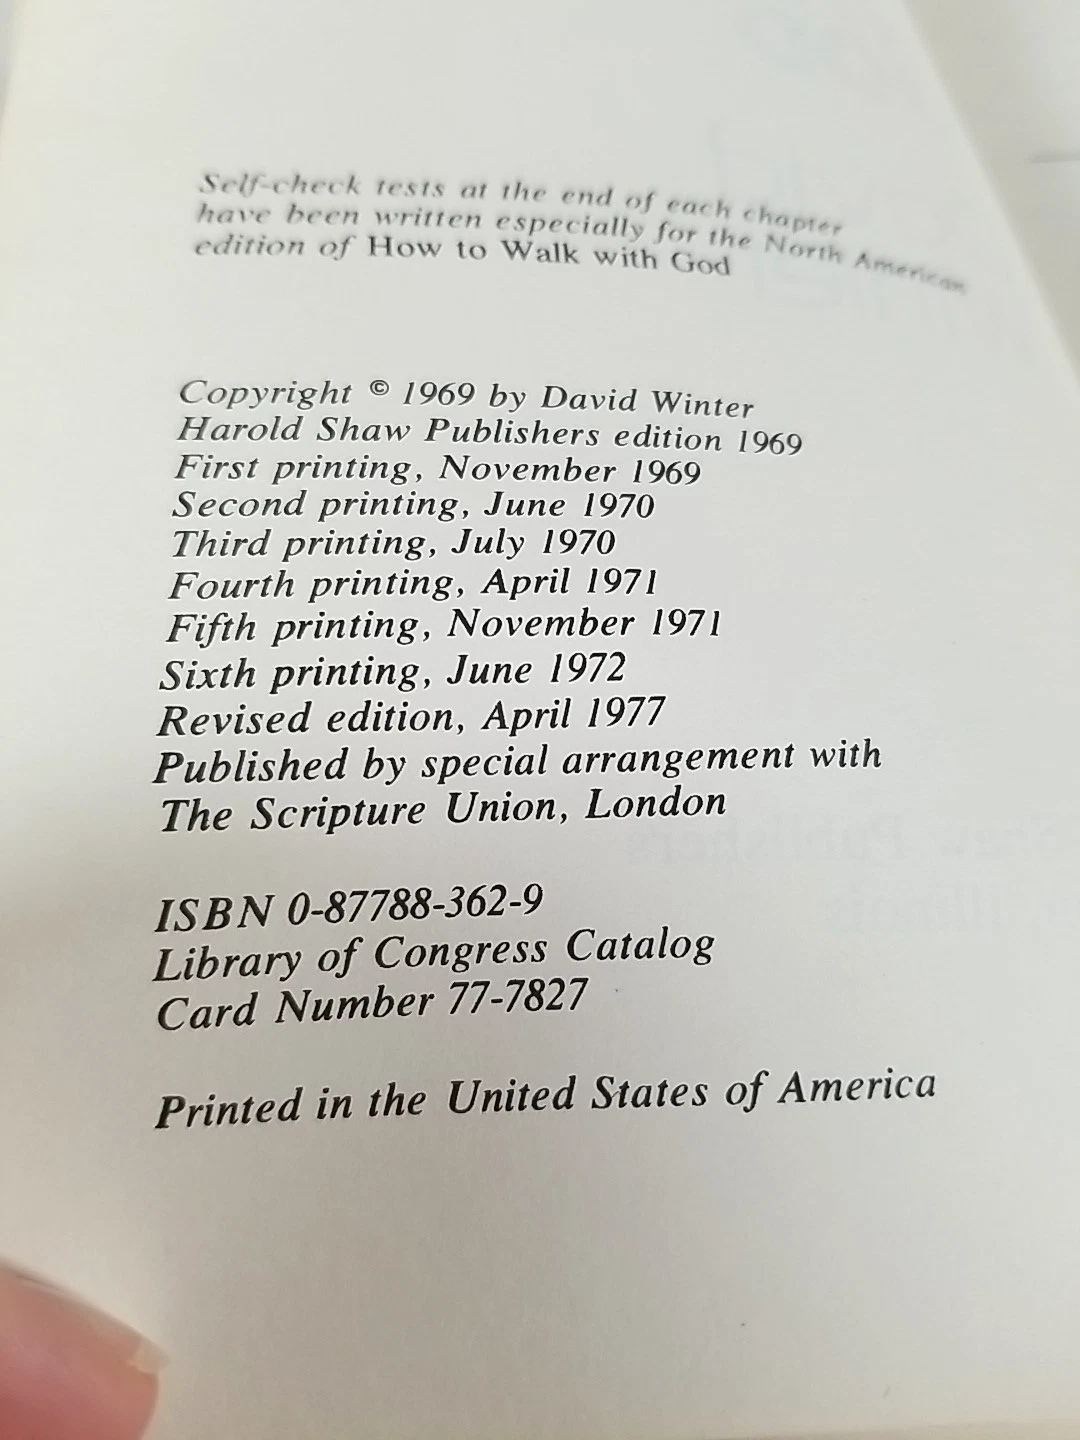 Self-check tests at the end of each chapter
have been written especially for the North American
edition of How to Walk with God
Copyright © 1969 by David Winter
Harold Shaw Publishers edition 1969
First printing, November 1969
Second printing, June 1970
Third printing, July 1970
Fourth printing, April 1971
Fifth printing, November 1971
Sixth printing, June 1972
Revised edition, April 1977
Published by special arrangement with
The Scripture Union, London
ISBN 0-87788-362-9
Library of Congress Catalog
Card Number 77-7827
Printed in the United States of America